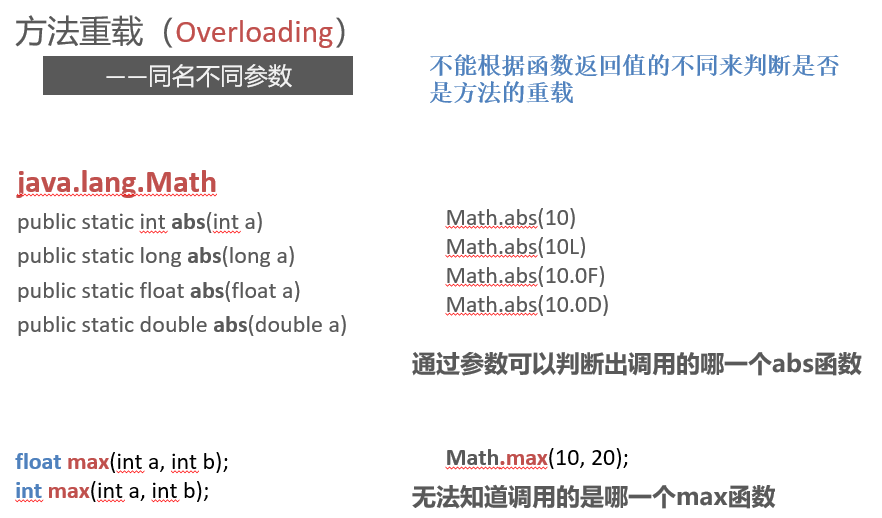 方法重载（Overloading）
——同名不同参数
不能根据函数返回值的不同来判断是否
是方法的重载
java.lang.Math
public static int abs(int a)
public static long abs(long a)
public static float abs(float a)
public static double abs(double a)
Math.abs(10)
Math.abs(10L)
Math.abs(10.0F)
Math.abs(10.0D)
通过参数可以判断出调用的哪一个abs函数
float max(int a, int b);
int max(int a, int b);
Math.max(10, 20);
无法知道调用的是哪一个max函数